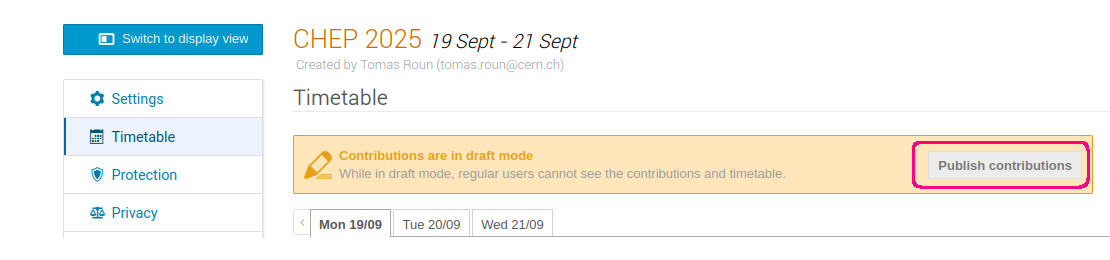 Switch to display view
CHEP 2025 19 Sept - 21 Sept
Created by Tomas Roun (tomas.roun@cern.ch)
Settings
Timetable
Protection
Privacy
Timetable
Contributions are in draft mode
While in draft mode, regular users cannot see the contributions and timetable.
Publish contributions
Mon 19/09 Tue 20/09 Wed 21/09